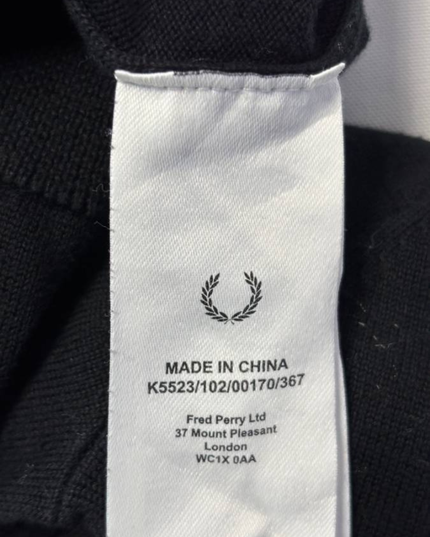 MADE IN CHINA
K5523/102/00170/367
Fred Perry Ltd
37 Mount Pleasant
London
WC1X 0AA